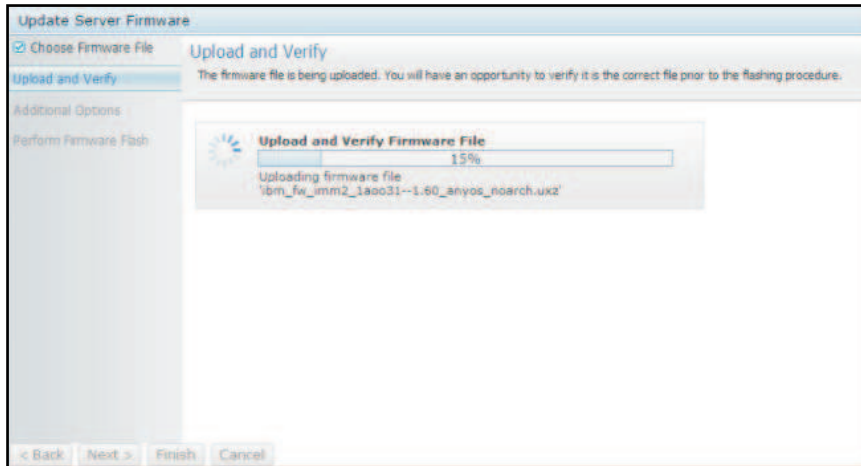 Update Server Firmware
Choose Firmware File
Upload and Verify
Additional Options
Perform Firmware Flash
Upload and Verify
The firmware file is being uploaded. You will have an opportunity to verify it is the correct file prior to the flashing procedure.
Upload and Verify Firmware File
15%
Uploading firmware file
'ibm_fw_imm2_1aoo31--1.60_anyos_noarch.uxz'
< Back Next > Finish Cancel